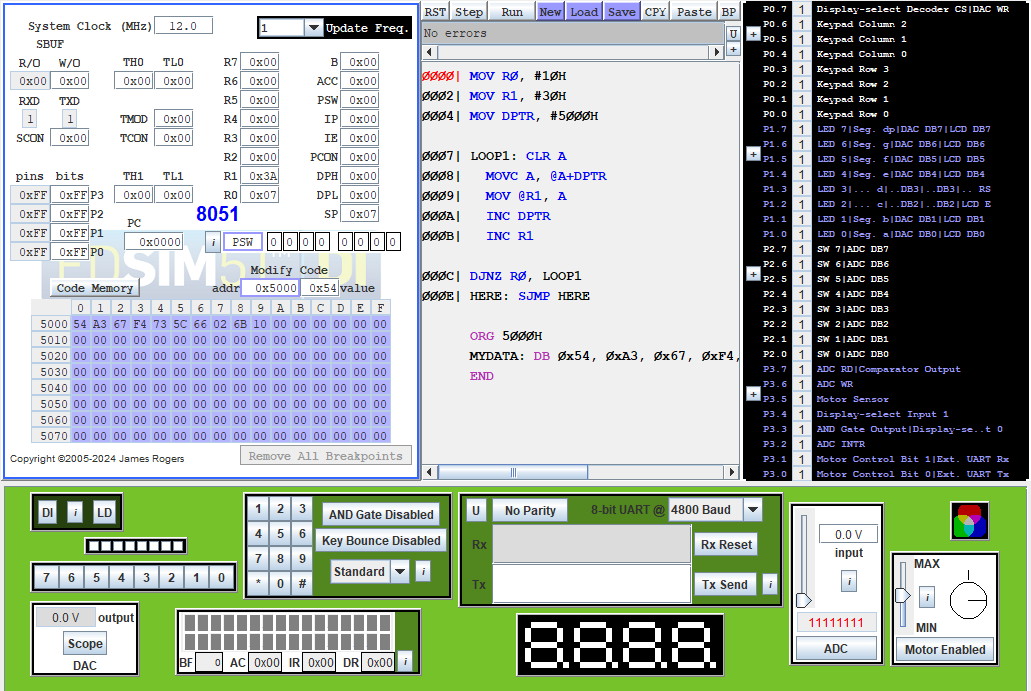 System Clock (MHz) 12.0 1 Update Freq.
SBUF
R/O W/O TH0 TL0 R7 0x00 B 0x00
0x00 0x00 0x00 0x00 R6 0x00 ACC 0x00
RXD TXD R5 0x00 PSW 0x00
1 1 TMOD 0x00 R4 0x00 IP 0x00
SCON 0x00 TCON 0x00 R3 0x00 IE 0x00
R2 0x00 PCON 0x00
pins bits TH1 TL1 R1 0x3A DPH 0x00
0xFF 0xFF P3 0x00 0x00 R0 0x07 DPL 0x00
0xFF 0xFF P2 8051 SP 0x07
0xFF 0xFF P1 PC 0x0000 i PSW 0 0 0 0 0 0 0 0
0xFF 0xFF P0
EDSIM51 DI
TM
Modify Code
Code Memory addr 0x5000 0x54 value
0 1 2 3 4 5 6 7 8 9 A B C D E F
5000 54 A3 67 F4 73 5C 66 02 6B 10 00 00 00 00 00 00
5010 00 00 00 00 00 00 00 00 00 00 00 00 00 00 00 00
5020 00 00 00 00 00 00 00 00 00 00 00 00 00 00 00 00
5030 00 00 00 00 00 00 00 00 00 00 00 00 00 00 00 00
5040 00 00 00 00 00 00 00 00 00 00 00 00 00 00 00 00
5050 00 00 00 00 00 00 00 00 00 00 00 00 00 00 00 00
5060 00 00 00 00 00 00 00 00 00 00 00 00 00 00 00 00
5070 00 00 00 00 00 00 00 00 00 00 00 00 00 00 00 00
Copyright ©2005-2024 James Rogers Remove All Breakpoints
RST Step Run New Load Save CPY Paste BP
No errors U
+
0000| MOV R0, #10H
0002| MOV R1, #30H
0004| MOV DPTR, #5000H
0007| LOOP1: CLR A
0008| MOVC A, @A+DPTR
0009| MOV @R1, A
000A| INC DPTR
000B| INC R1
000C| DJNZ R0, LOOP1
000E| HERE: SJMP HERE
ORG 5000H
MYDATA: DB 0x54, 0xA3, 0x67, 0xF4,
END
P0.7 1 Display-select Decoder CS|DAC WR
P0.6 1 Keypad Column 2
+ P0.5 1 Keypad Column 1
P0.4 1 Keypad Column 0
P0.3 1 Keypad Row 3
P0.2 1 Keypad Row 2
P0.1 1 Keypad Row 1
P0.0 1 Keypad Row 0
P1.7 1 LED 7|Seg. dp|DAC DB7|LCD DB7
P1.6 1 LED 6|Seg. g|DAC DB6|LCD DB6
+ P1.5 1 LED 5|Seg. f|DAC DB5|LCD DB5
P1.4 1 LED 4|Seg. e|DAC DB4|LCD DB4
P1.3 1 LED 3|... d|..DB3|..DB3|.. RS
P1.2 1 LED 2|... c|..DB2|..DB2|LCD E
P1.1 1 LED 1|Seg. b|DAC DB1|LCD DB1
P1.0 1 LED 0|Seg. a|DAC DB0|LCD DB0
P2.7 1 SW 7|ADC DB7
P2.6 1 SW 6|ADC DB6
+ P2.5 1 SW 5|ADC DB5
P2.4 1 SW 4|ADC DB4
P2.3 1 SW 3|ADC DB3
P2.2 1 SW 2|ADC DB2
P2.1 1 SW 1|ADC DB1
P2.0 1 SW 0|ADC DB0
P3.7 1 ADC RD|Comparator Output
P3.6 1 ADC WR
+ P3.5 1 Motor Sensor
P3.4 1 Display-select Input 1
P3.3 1 AND Gate Output|Display-se..t 0
P3.2 1 ADC INTR
P3.1 1 Motor Control Bit 1|Ext. UART Rx
P3.0 1 Motor Control Bit 0|Ext. UART Tx
DI i LD
7 6 5 4 3 2 1 0
0.0 V output
Scope
DAC
1 2 3 AND Gate Disabled
4 5 6 Key Bounce Disabled
7 8 9 Standard i
* 0 #
BF 0 AC 0x00 IR 0x00 DR 0x00 i
U No Parity 8-bit UART @ 4800 Baud
Rx Rx Reset
Tx Tx Send i
8.8.8.8.
0.0 V
input
i
11111111
ADC
MAX
i
MIN
Motor Enabled